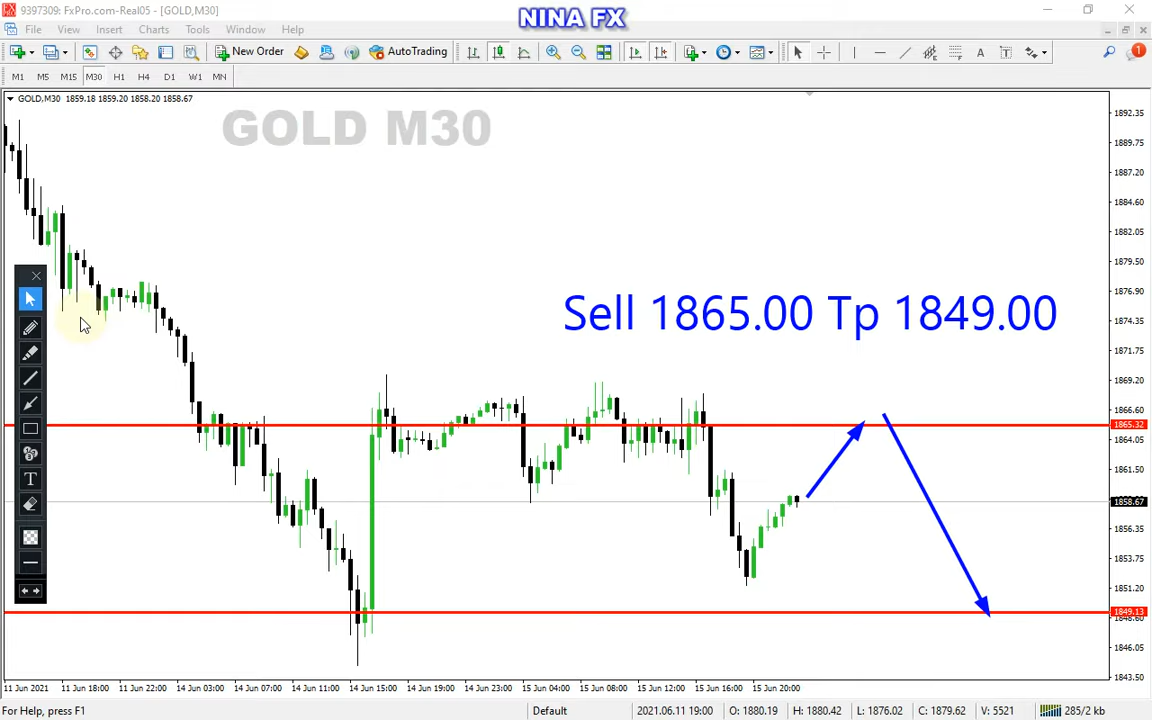 9397309: FxPro.com-Real05 - [GOLD,M30]
NINA FX
File View Insert Charts Tools Window Help
New Order AutoTrading A T 1
M1 M5 M15 M30 H1 H4 D1 W1 MN
GOLD,M30 1859.18 1859.20 1858.20 1858.67
GOLD M30
Sell 1865.00 Tp 1849.00
T
1892.35
1889.75
1887.20
1884.60
1882.05
1879.50
1876.90
1874.35
1871.75
1869.20
1866.60
1865.32
1864.05
1861.50
1858.67
1856.35
1853.75
1851.20
1849.13
1848.60
1846.05
1843.50
11 Jun 2021 11 Jun 18:00 11 Jun 22:00 14 Jun 03:00 14 Jun 07:00 14 Jun 11:00 14 Jun 15:00 14 Jun 19:00 14 Jun 23:00 15 Jun 04:00 15 Jun 08:00 15 Jun 12:00 15 Jun 16:00 15 Jun 20:00
For Help, press F1 Default 2021.06.11 19:00 O: 1880.19 H: 1880.42 L: 1876.02 C: 1879.62 V: 5521 285/2 kb